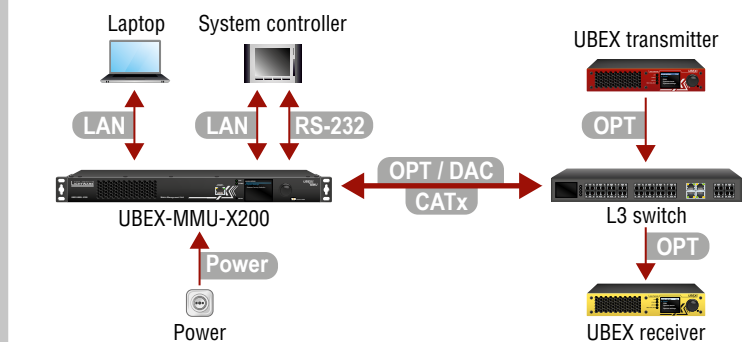 Laptop
System controller
UBEX transmitter
LAN
LAN
RS-232
OPT
OPT / DAC
CATx
UBEX-MMU-X200
L3 switch
OPT
Power
Power
UBEX receiver